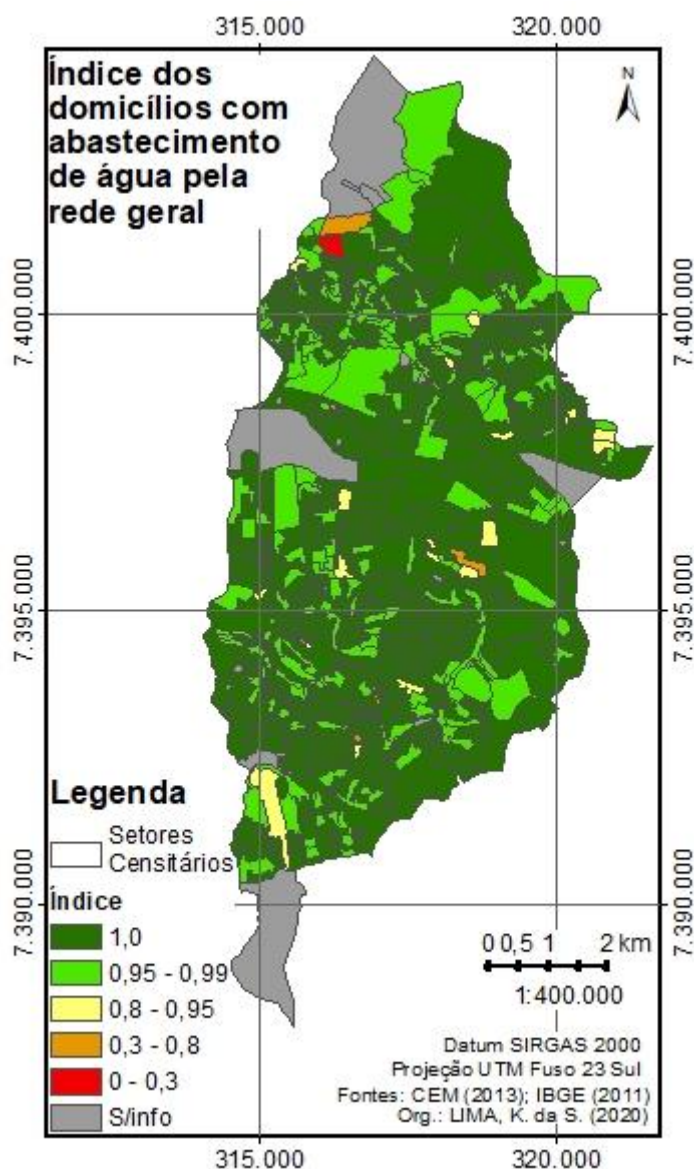 315.000 320.000
Índice dos
domicílios com
abastecimento
de água pela
rede geral
N
7.400.000 7.400.000
7.395.000 7.395.000
7.390.000 7.390.000
Legenda
Setores
Censitários
Índice
1,0
0,95 - 0,99
0,8 - 0,95
0,3 - 0,8
0 - 0,3
S/info
0 0,5 1 2 km
1:400.000
Datum SIRGAS 2000
Projeção UTM Fuso 23 Sul
Fontes: CEM (2013); IBGE (2011)
Org.: LIMA, K. da S. (2020)
315.000 320.000